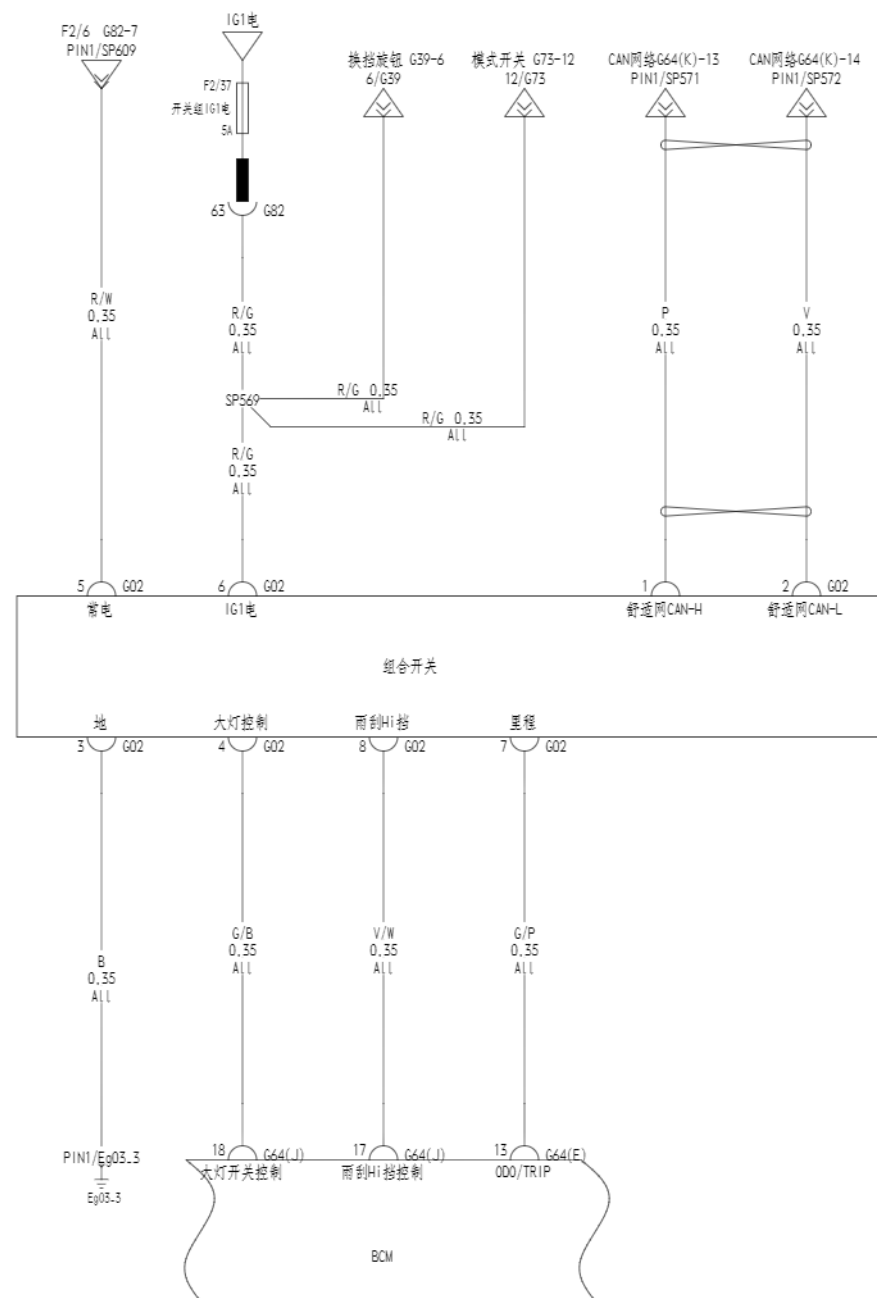 F2/6 G82-7
PIN1/SP609
IG1电
换挡旋钮 G39-6
6/G39
模式开关 G73-12
12/G73
CAN网络G64(K)-13
PIN1/SP571
CAN网络G64(K)-14
PIN1/SP572
F2/37
开关组IG1电
5A
63 G82
R/W
0.35
All
R/G
0.35
All
P
0.35
All
V
0.35
All
SP569
R/G 0.35
All
R/G 0.35
All
R/G
0.35
All
5 G02
常电
6 G02
IG1电
1
舒适网CAN-H
2 G02
舒适网CAN-L
组合开关
地
3 G02
大灯控制
4 G02
雨刮Hi挡
8 G02
里程
7 G02
B
0.35
All
G/B
0.35
All
V/W
0.35
All
G/P
0.35
All
PIN1/Eg03_3
Eg03_3
18 G64(J)
大灯开关控制
17 G64(J)
雨刮Hi挡控制
13 G64(E)
ODO/TRIP
BCM